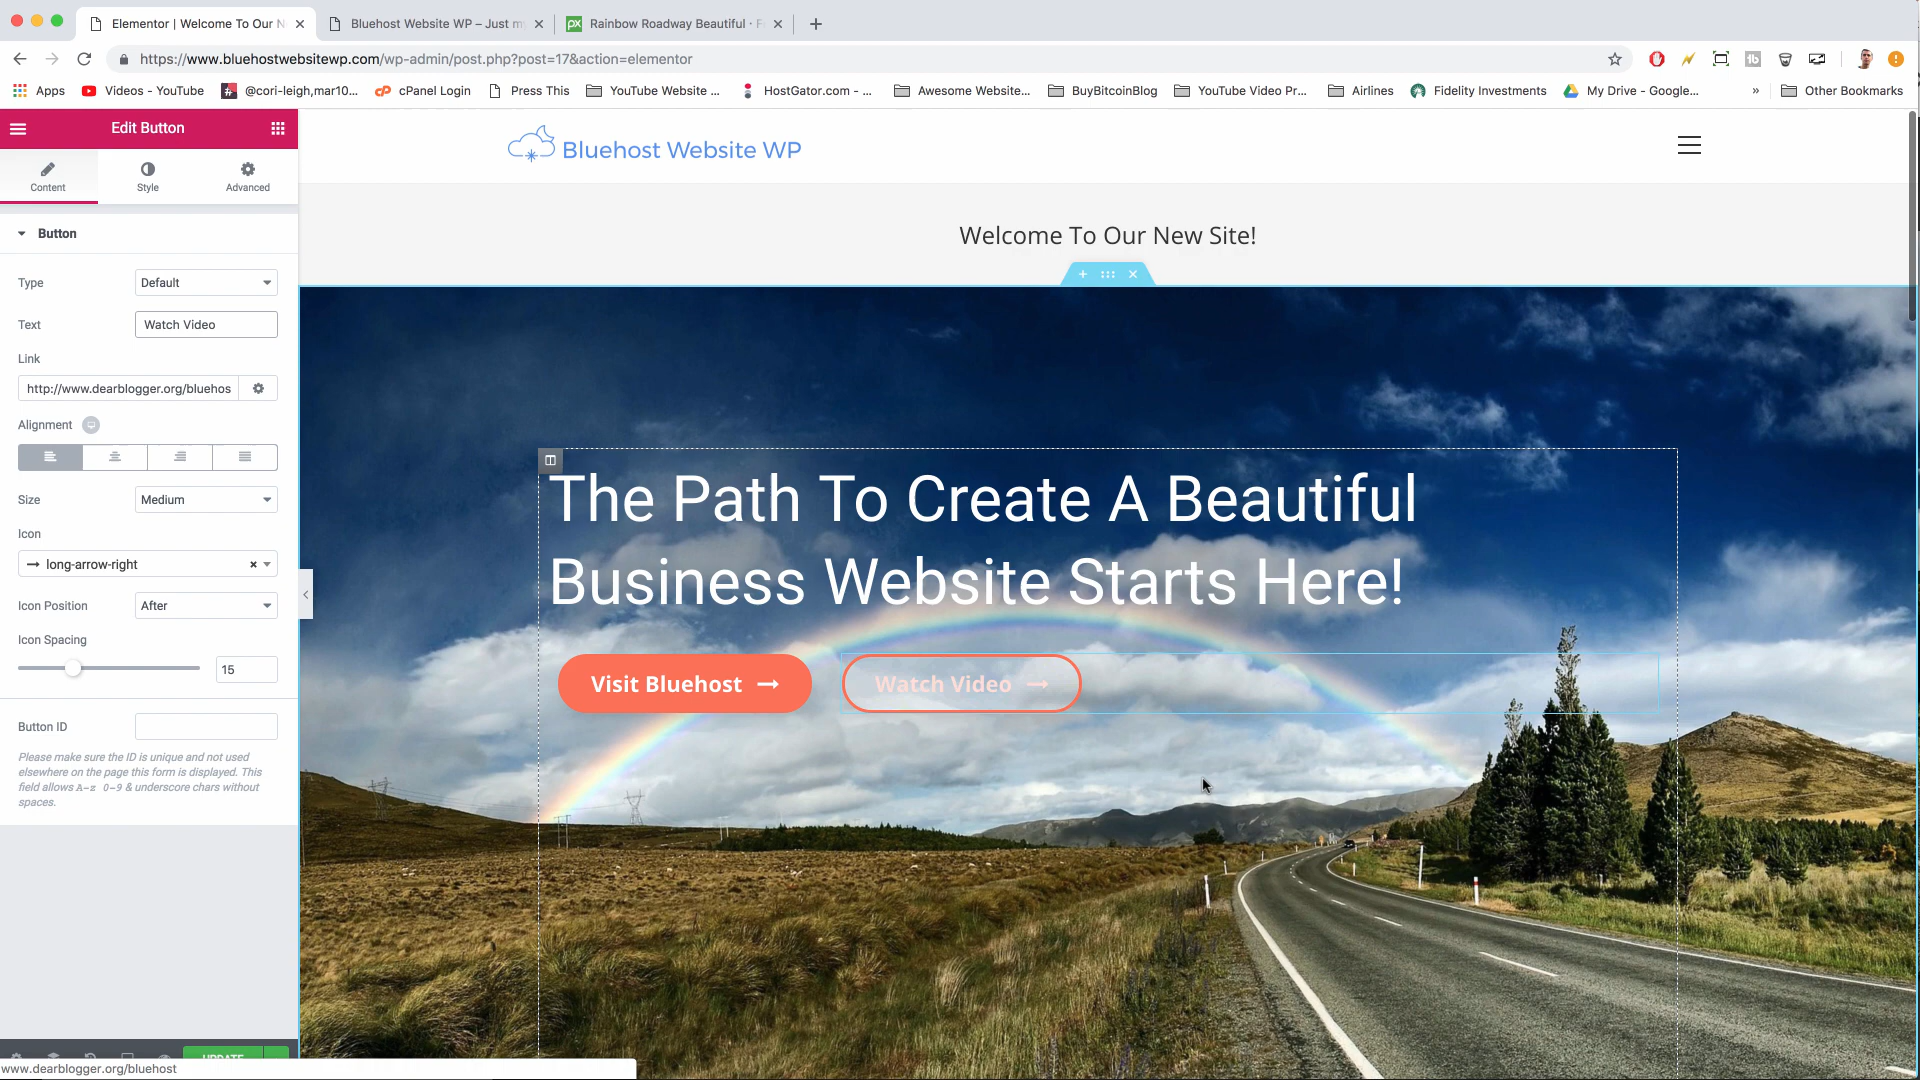 Elementor | Welcome To Our N
Bluehost Website WP – Just m
px
Rainbow Roadway Beautiful · F
https://www.bluehostwebsitewp.com/wp-admin/post.php?post=17&action=elementor
tb
Apps
Videos - YouTube
@cori-leigh,mar10...
cP
cPanel Login
Press This
YouTube Website ...
HostGator.com - ...
Awesome Website...
BuyBitcoinBlog
YouTube Video Pr...
Airlines
Fidelity Investments
My Drive - Google...
»
Other Bookmarks
Edit Button
Content
Style
Advanced
Button
Type
Default
Text
Watch Video
Link
http://www.dearblogger.org/bluehos
Alignment
Size
Medium
Icon
long-arrow-right
Icon Position
After
Icon Spacing
15
Button ID
Please make sure the ID is unique and not used
elsewhere on the page this form is displayed. This
field allows A-z 0-9 & underscore chars without
spaces.
UPDATE
www.dearblogger.org/bluehost
Bluehost Website WP
Welcome To Our New Site!
The Path To Create A Beautiful
Business Website Starts Here!
Visit Bluehost
Watch Video